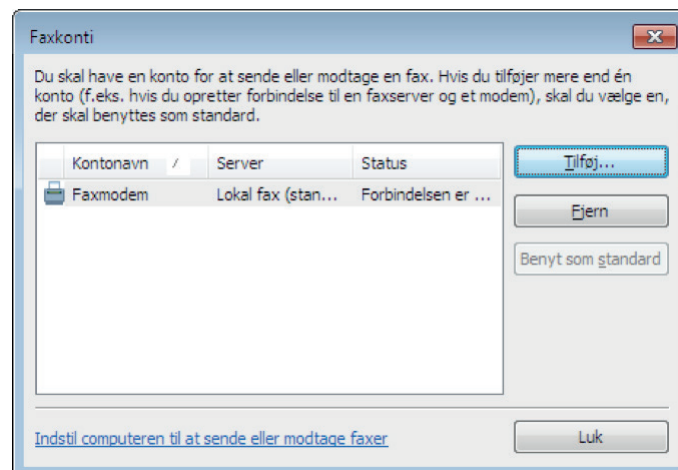 Faxkonti
Du skal have en konto for at sende eller modtage en fax. Hvis du tilføjer mere end én
konto (f.eks. hvis du opretter forbindelse til en faxserver og et modem), skal du vælge en,
der skal benyttes som standard.
Kontonavn / Server Status
Faxmodem Lokal fax (stan... Forbindelsen er ...
Tilføj...
Fjern
Benyt som standard
Indstil computeren til at sende eller modtage faxer
Luk